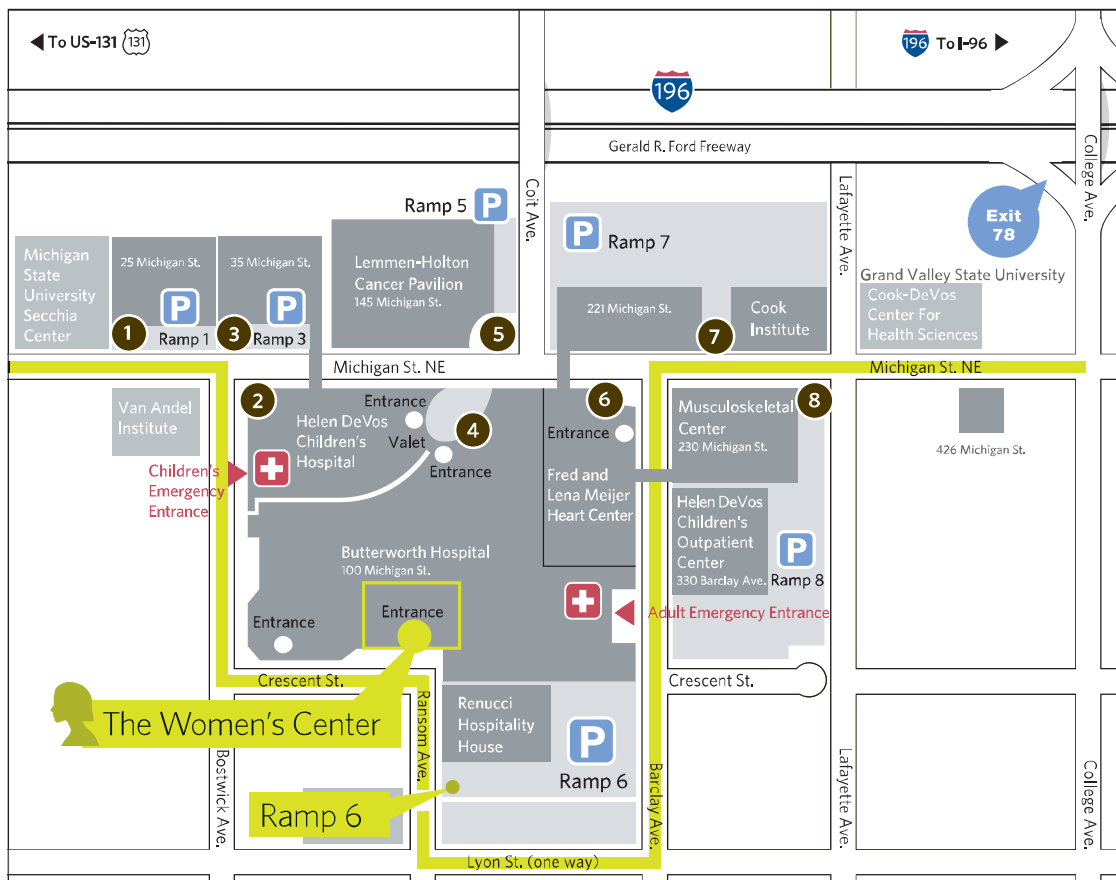 To US-131 131
196 To I-96
196
Gerald R. Ford Freeway
College Ave.
Coit Ave.
Lafayette Ave.
Exit
78
Ramp 5 P
P Ramp 7
Michigan
State
University
Secchia
Center
25 Michigan St.
P
1 Ramp 1
35 Michigan St.
P
3 Ramp 3
Lemmen-Holton
Cancer Pavilion
145 Michigan St.
5
221 Michigan St.
7
Cook
Institute
Grand Valley State University
Cook-DeVos
Center For
Health Sciences
Michigan St. NE
Michigan St. NE
Van Andel
Institute
2
Helen DeVos
Children's
Hospital
Entrance
Valet
4
Entrance
6
Entrance
Fred and
Lena Meijer
Heart Center
Musculoskeletal
Center
230 Michigan St.
8
426 Michigan St.
Children's
Emergency
Entrance
Helen DeVos
Children's
Outpatient
Center
330 Barclay Ave.
P
Ramp 8
Butterworth Hospital
100 Michigan St.
Entrance
Entrance
Adult Emergency Entrance
Crescent St.
Crescent St.
The Women's Center
Ransom Ave.
Renucci
Hospitality
House
P
Ramp 6
Bostwick Ave.
Barclay Ave.
Lafayette Ave.
College Ave.
Ramp 6
Lyon St. (one way)